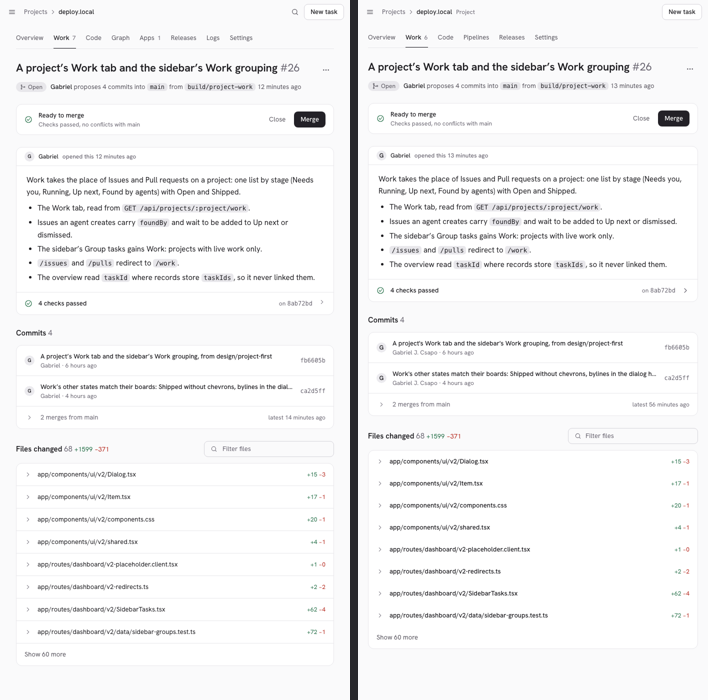 Projects > deploy.local
New task
Overview Work 7 Code Graph Apps 1 Releases Logs Settings
A project's Work tab and the sidebar's Work grouping #26
Open Gabriel proposes 4 commits into main from build/project-work 12 minutes ago
Ready to merge
Checks passed, no conflicts with main
Close Merge
G Gabriel opened this 12 minutes ago
Work takes the place of Issues and Pull requests on a project: one list by stage (Needs
you, Running, Up next, Found by agents) with Open and Shipped.
• The Work tab, read from GET /api/projects/:project/work.
• Issues an agent creates carry foundBy and wait to be added to Up next or
dismissed.
• The sidebar's Group tasks gains Work: projects with live work only.
• /issues and /pulls redirect to /work.
• The overview read taskId where records store taskIds, so it never linked them.
4 checks passed on 8ab72bd
Commits 4
G A project's Work tab and the sidebar's Work grouping, from design/project-first fb6605b
Gabriel · 6 hours ago
G Work's other states match their boards: Shipped without chevrons, bylines in the dial... ca2d5ff
Gabriel · 4 hours ago
2 merges from main latest 14 minutes ago
Files changed 68 +1599 -371 Filter files
app/components/ui/v2/Dialog.tsx +15 -3
app/components/ui/v2/Item.tsx +17 -1
app/components/ui/v2/components.css +20 -1
app/components/ui/v2/shared.tsx +4 -1
app/routes/dashboard/v2-placeholder.client.tsx +1 -0
app/routes/dashboard/v2-redirects.ts +2 -2
app/routes/dashboard/v2/SidebarTasks.tsx +62 -4
app/routes/dashboard/v2/data/sidebar-groups.test.ts +72 -1
Show 60 more
Projects > deploy.local Project
New task
Overview Work 6 Code Pipelines Releases Settings
A project's Work tab and the sidebar's Work grouping #26
Open Gabriel proposes 4 commits into main from build/project-work 13 minutes ago
Ready to merge
Checks passed, no conflicts with main
Close Merge
G Gabriel opened this 13 minutes ago
Work takes the place of Issues and Pull requests on a project: one list by stage (Needs you,
Running, Up next, Found by agents) with Open and Shipped.
• The Work tab, read from GET /api/projects/:project/work.
• Issues an agent creates carry foundBy and wait to be added to Up next or dismissed.
• The sidebar's Group tasks gains Work: projects with live work only.
• /issues and /pulls redirect to /work.
• The overview read taskId where records store taskIds, so it never linked them.
4 checks passed on 8ab72bd
Commits 4
G A project's Work tab and the sidebar's Work grouping, from design/project-first fb6605b
Gabriel J. Csapo · 6 hours ago
G Work's other states match their boards: Shipped without chevrons, bylines in the dialog h... ca2d5ff
Gabriel J. Csapo · 4 hours ago
2 merges from main latest 56 minutes ago
Files changed 68 +1599 -371 Filter files
app/components/ui/v2/Dialog.tsx +15 -3
app/components/ui/v2/Item.tsx +17 -1
app/components/ui/v2/components.css +20 -1
app/components/ui/v2/shared.tsx +4 -1
app/routes/dashboard/v2-placeholder.client.tsx +1 -0
app/routes/dashboard/v2-redirects.ts +2 -2
app/routes/dashboard/v2/SidebarTasks.tsx +62 -4
app/routes/dashboard/v2/data/sidebar-groups.test.ts +72 -1
Show 60 more